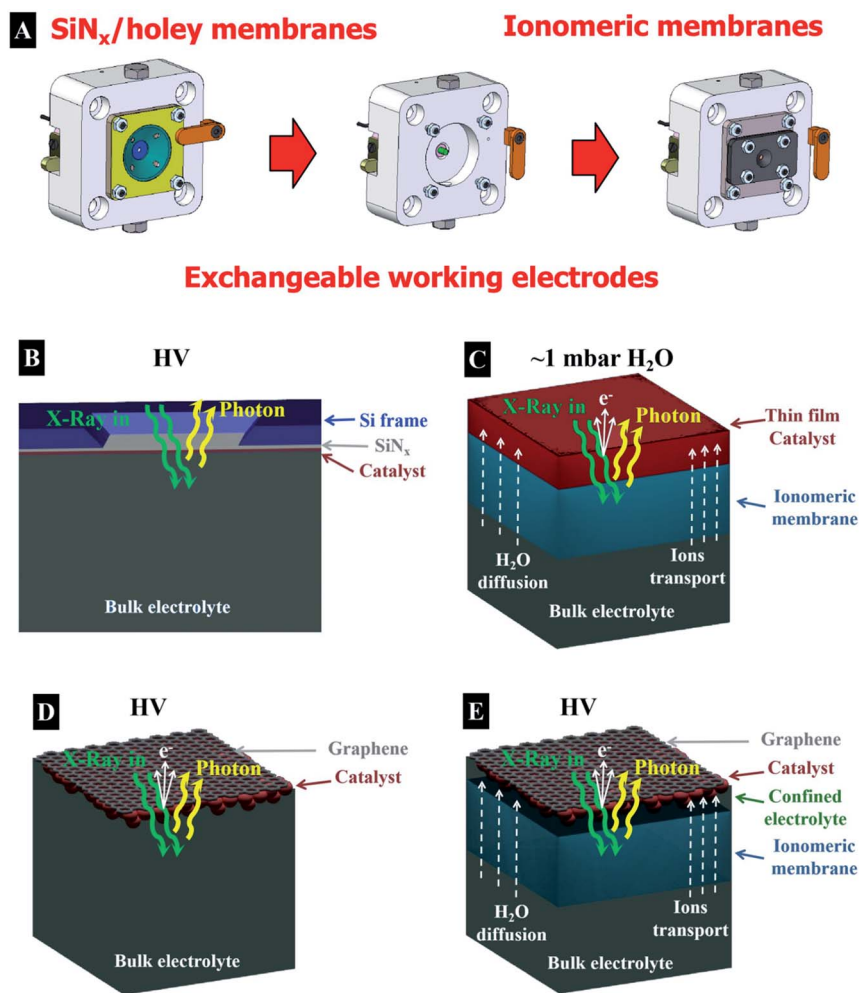 A
SiNx/holey membranes
Ionomeric membranes
Exchangeable working electrodes
B
HV
X-Ray in
Photon
Si frame
SiNx
Catalyst
Bulk electrolyte
C
~1 mbar H2O
X-Ray in
e-
Photon
Thin film
Catalyst
Ionomeric
membrane
H2O
diffusion
Ions
transport
Bulk electrolyte
D
HV
X-Ray in
e-
Photon
Graphene
Catalyst
Bulk electrolyte
E
HV
X-Ray in
e-
Photon
Graphene
Catalyst
Confined
electrolyte
Ionomeric
membrane
H2O
diffusion
Ions
transport
Bulk electrolyte